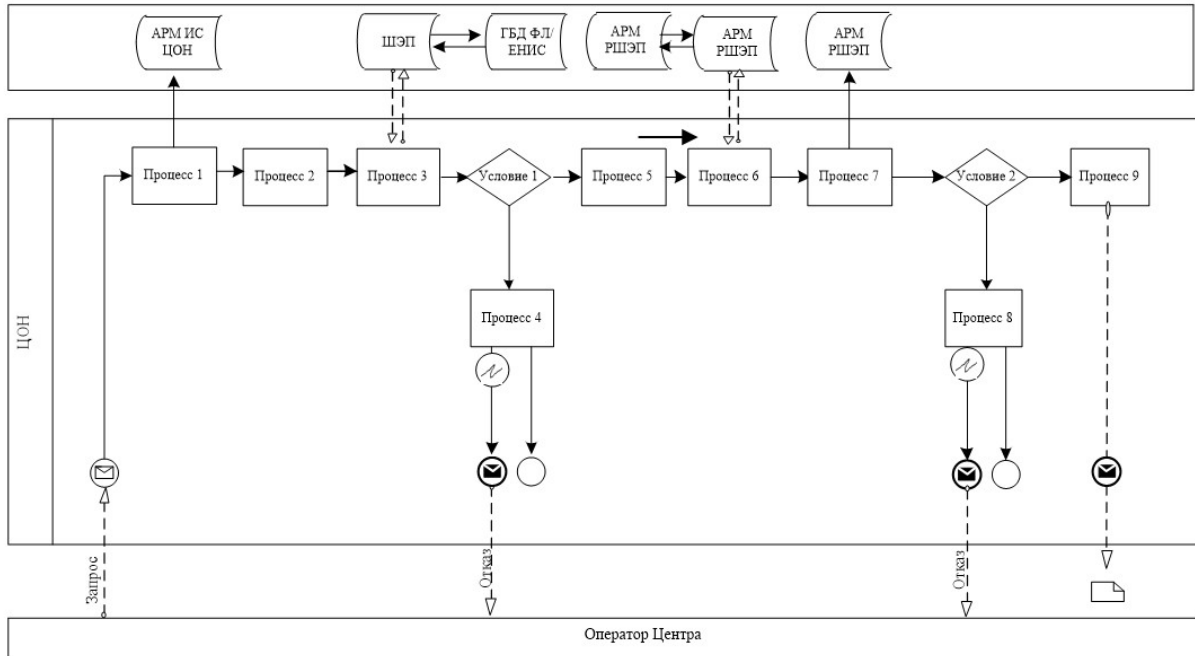 АРМ ИС
ЦОН
ШЭП
ГБД ФЛ/
ЕНИС
АРМ
РШЭП
АРМ
РШЭП
АРМ
РШЭП
ЦОН
Процесс 1
Процесс 2
Процесс 3
Условие 1
Процесс 5
Процесс 6
Процесс 7
Условие 2
Процесс 9
Процесс 4
Процесс 8
Запрос
Отказ
Отказ
Оператор Центра